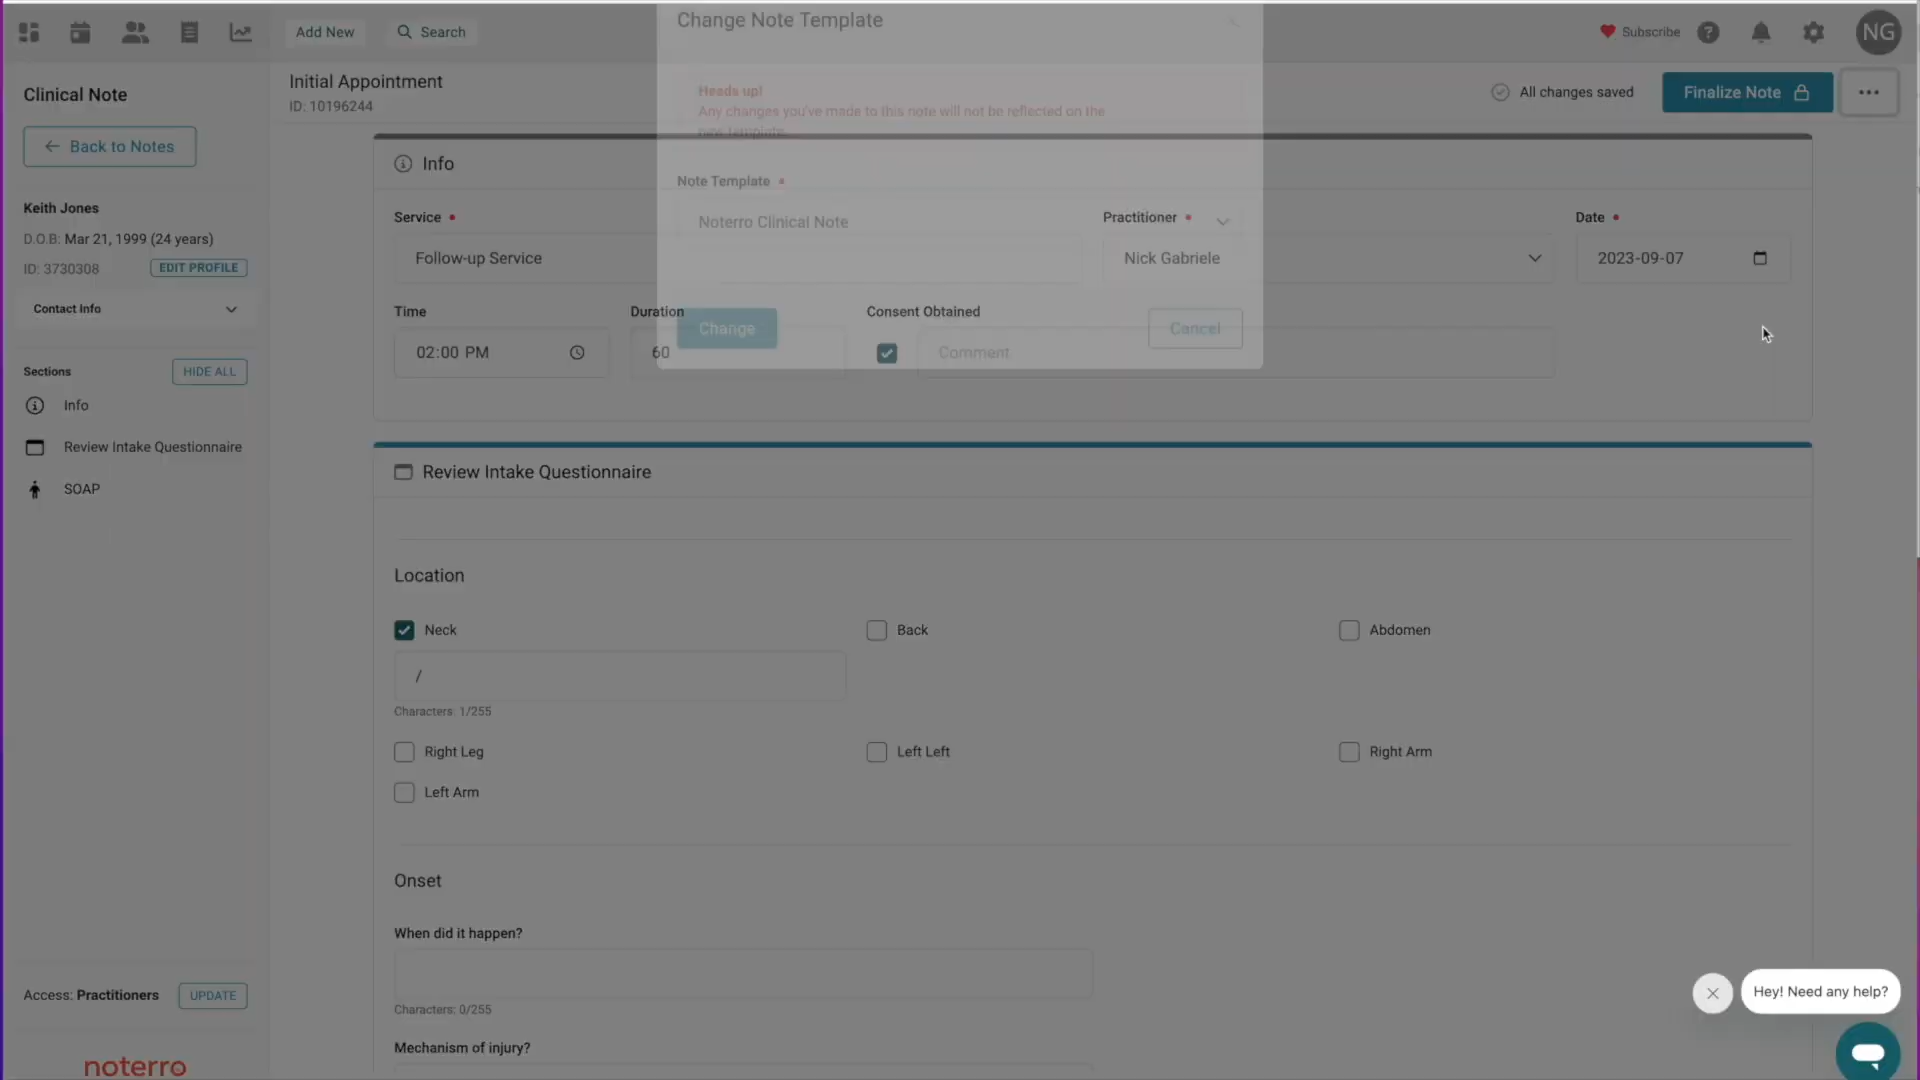 Add New
Search
Subscribe
NG
Change Note Template
Heads up!
Any changes you've made to this note will not be reflected on the
new template.
Note Template •
Noterro Clinical Note
Change
Cancel
Clinical Note
Back to Notes
Keith Jones
D.O.B: Mar 21, 1999 (24 years)
ID: 3730308
EDIT PROFILE
Contact Info
Sections
HIDE ALL
Info
Review Intake Questionnaire
SOAP
Access: Practitioners
UPDATE
noterro
Initial Appointment
ID: 10196244
All changes saved
Finalize Note
Info
Service •
Practitioner •
Date •
Follow-up Service
Nick Gabriele
2023-09-07
Time
Duration
Consent Obtained
02:00 PM
60
Comment
Review Intake Questionnaire
Location
Neck
Back
Abdomen
/
Characters: 1/255
Right Leg
Left Left
Right Arm
Left Arm
Onset
When did it happen?
Characters: 0/255
Mechanism of injury?
Hey! Need any help?